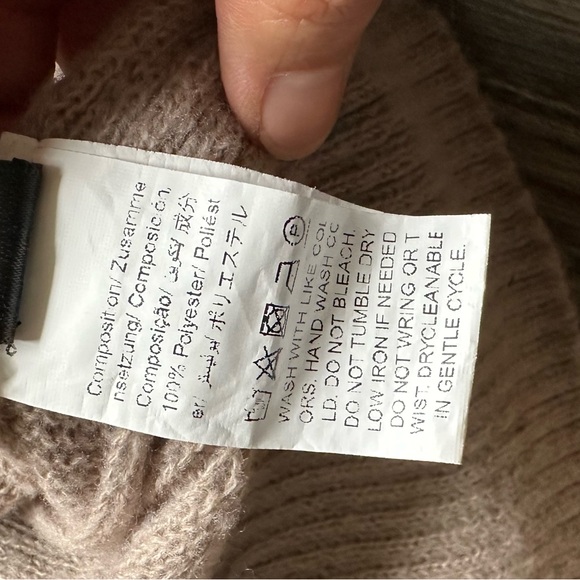 Composition/ Zusamme
nsetzung/ Composición,
Composição/ تكوين/ 成分
100% Polyester/ Poliést
er/ بوليستر/ ポリエステル
P
WASH WITH LIKE COL
ORS. HAND WASH CO
LD. DO NOT BLEACH.
DO NOT TUMBLE DRY
LOW IRON IF NEEDED
DO NOT WRING OR T
WIST. DRYCLEANABLE
IN GENTLE CYCLE.